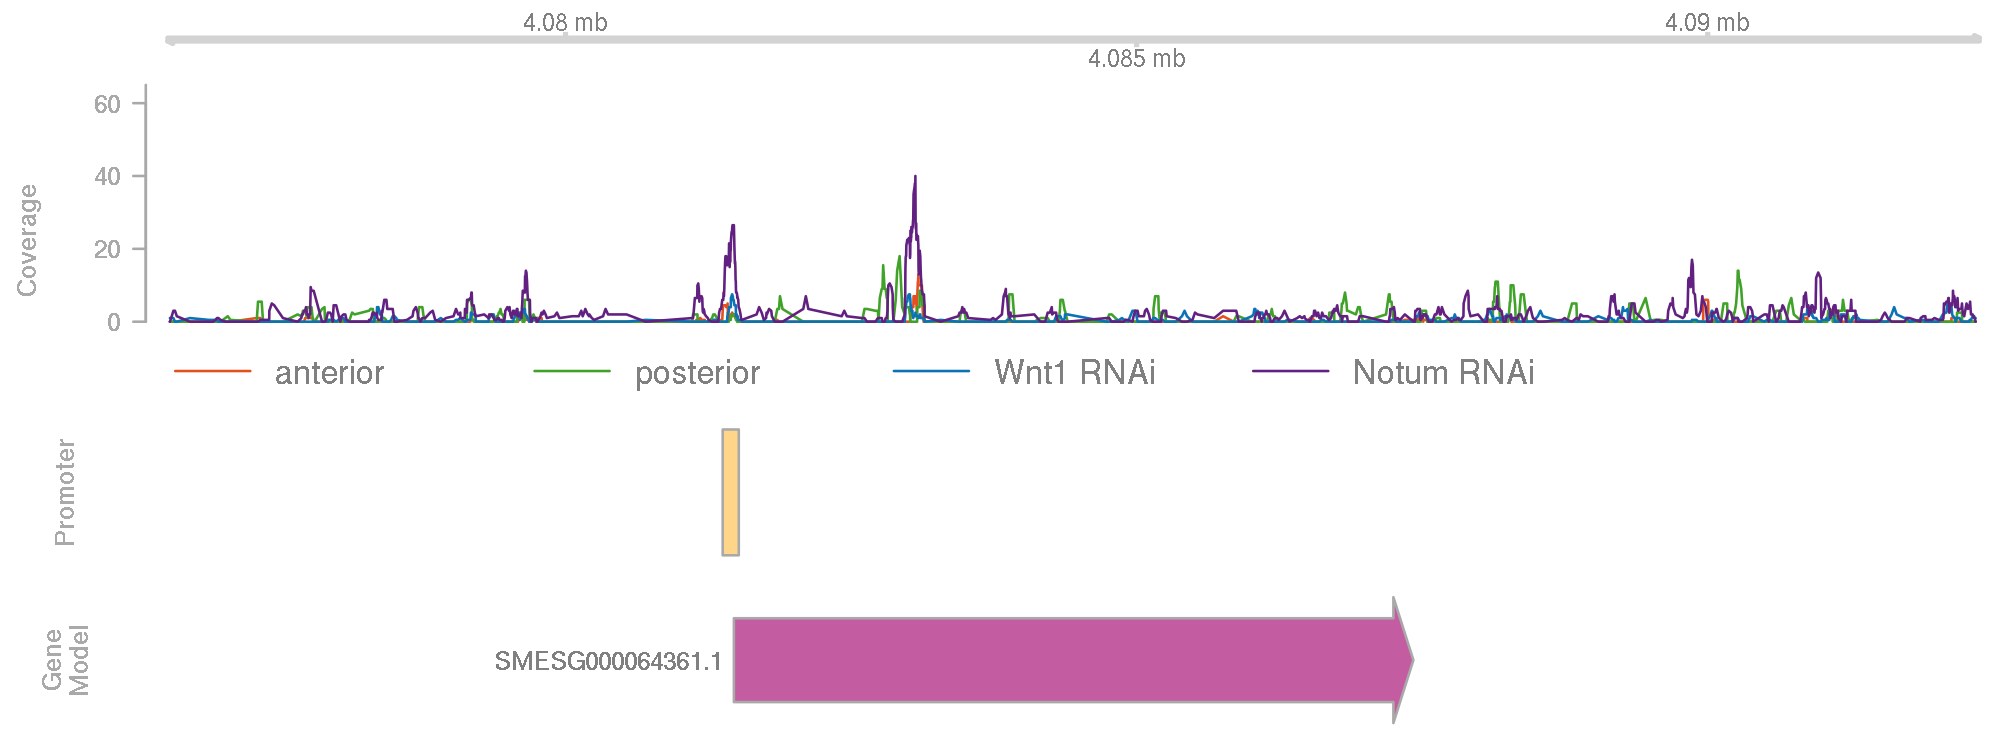 4.08 mb
4.09 mb
4.085 mb
Coverage
60
40
20
0
anterior posterior Wnt1 RNAi Notum RNAi
Promoter
Gene
Model
SMESG000064361.1